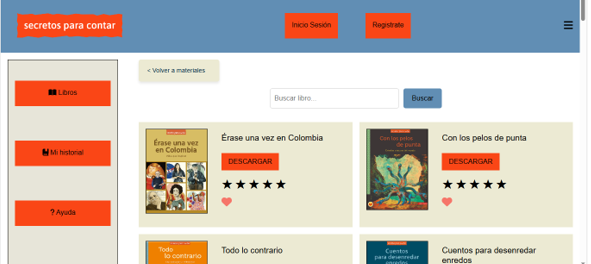 secretos para contar
Inicio Sesión
Registrate
Libros
Mi historial
? Ayuda
< Volver a materiales
Buscar libro...
Buscar
Érase una vez
en Colombia
Érase una vez en Colombia
DESCARGAR
Con los pelos
de punta
Con los pelos de punta
DESCARGAR
Todo
lo contrario
Todo lo contrario
Cuentos
para desenredar
Cuentos para desenredar
enredos